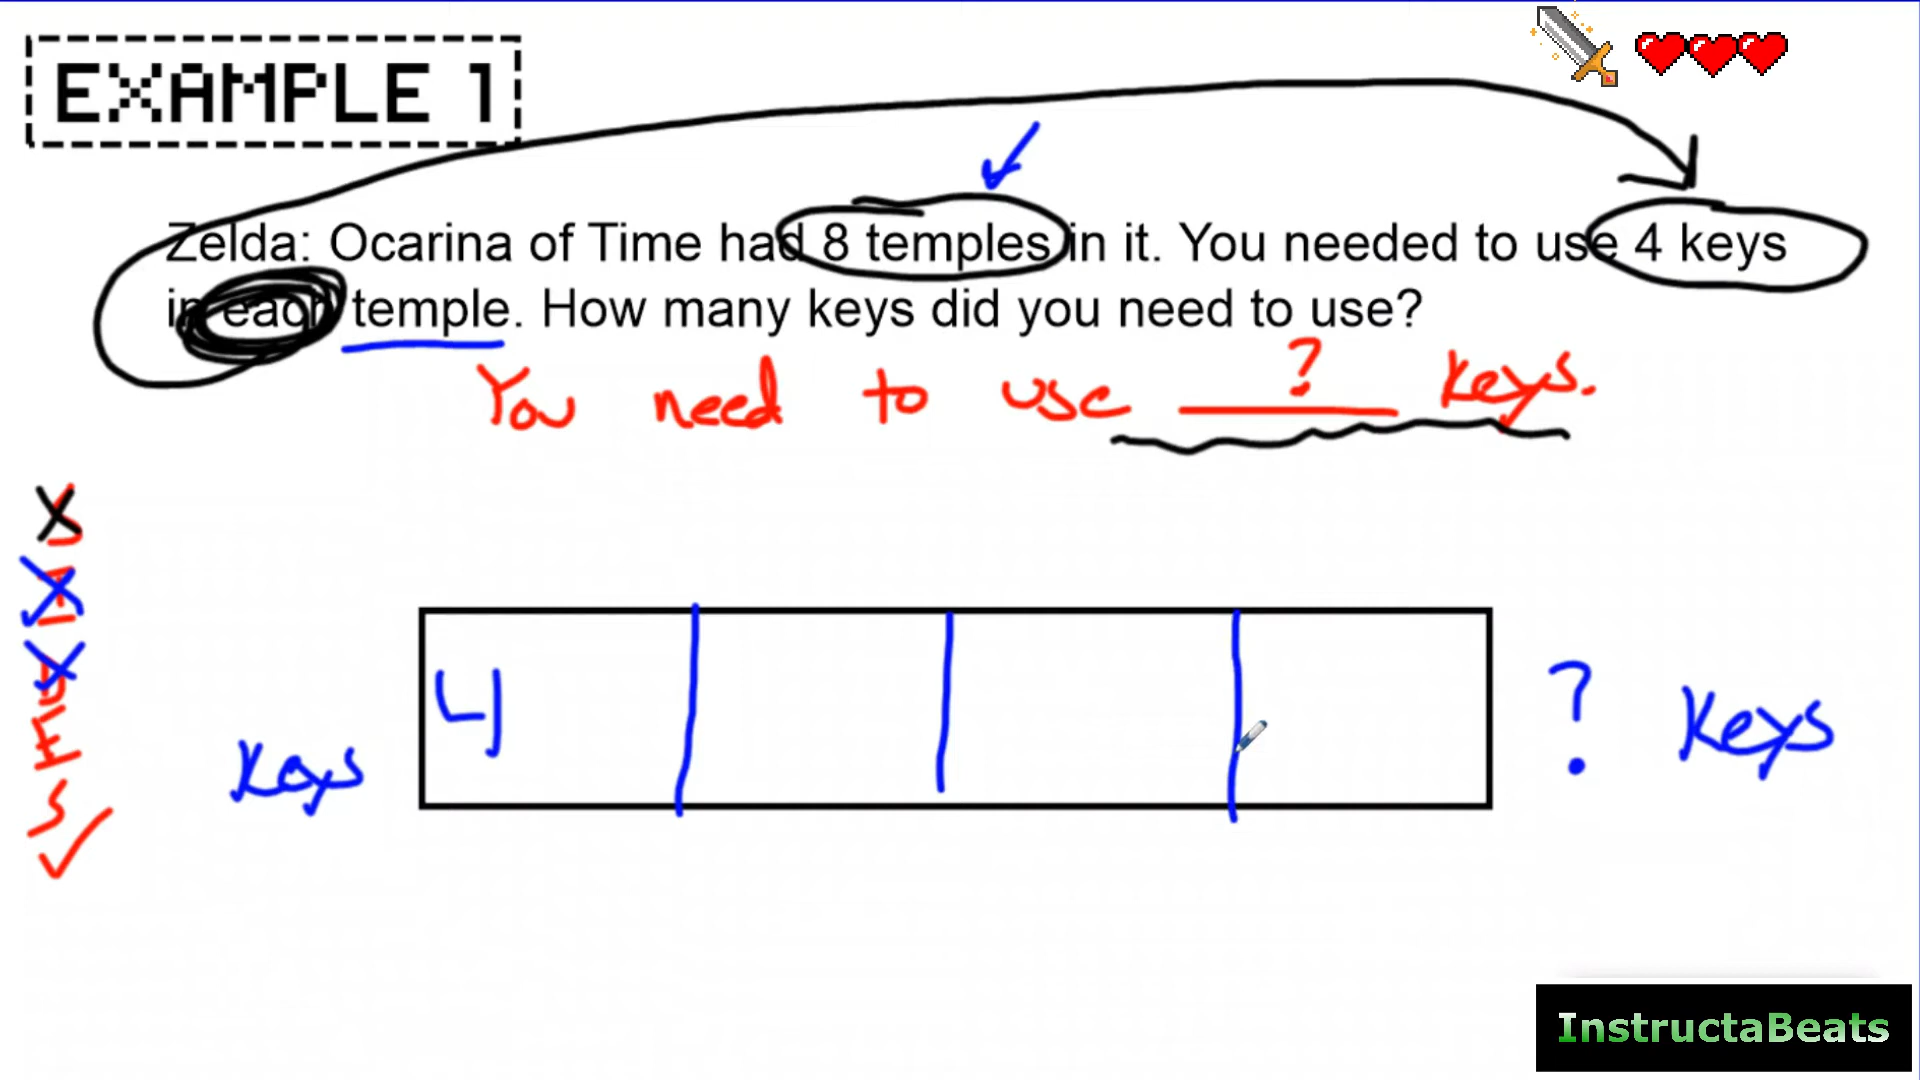 EXAMPLE 1
Zelda: Ocarina of Time had 8 temples in it. You needed to use 4 keys
in each temple. How many keys did you need to use?
You need to use ? keys.
4
Keys
? Keys
InstructaBeats